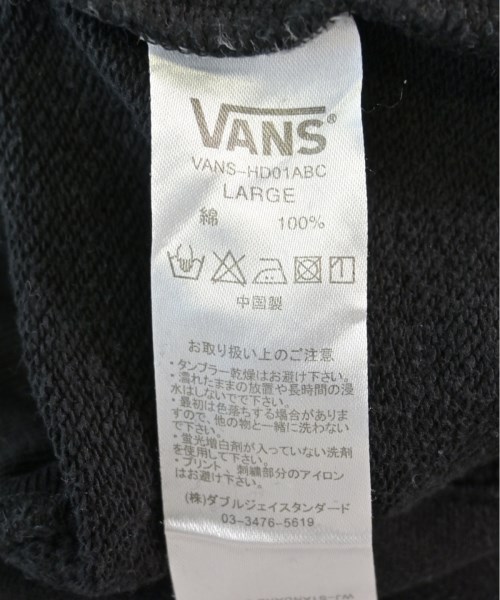 VANS®
VANS-HD01ABC
LARGE
綿 100%
中国製
お取り扱い上のご注意
・タンブラー乾燥はお避け下さい。
・濡れたままの放置や長時間の浸
水はしないでで下さい。
・最初は色落ちする場合がありま
すので、他の物と一緒に洗わない
で下さい。
・蛍光増白剤が入っていない洗剤
を使用して下さい。
・プリント、刺繍部分のアイロン
はお避け下さい。
(株)ダブルジェイスタンダード
03-3476-5619